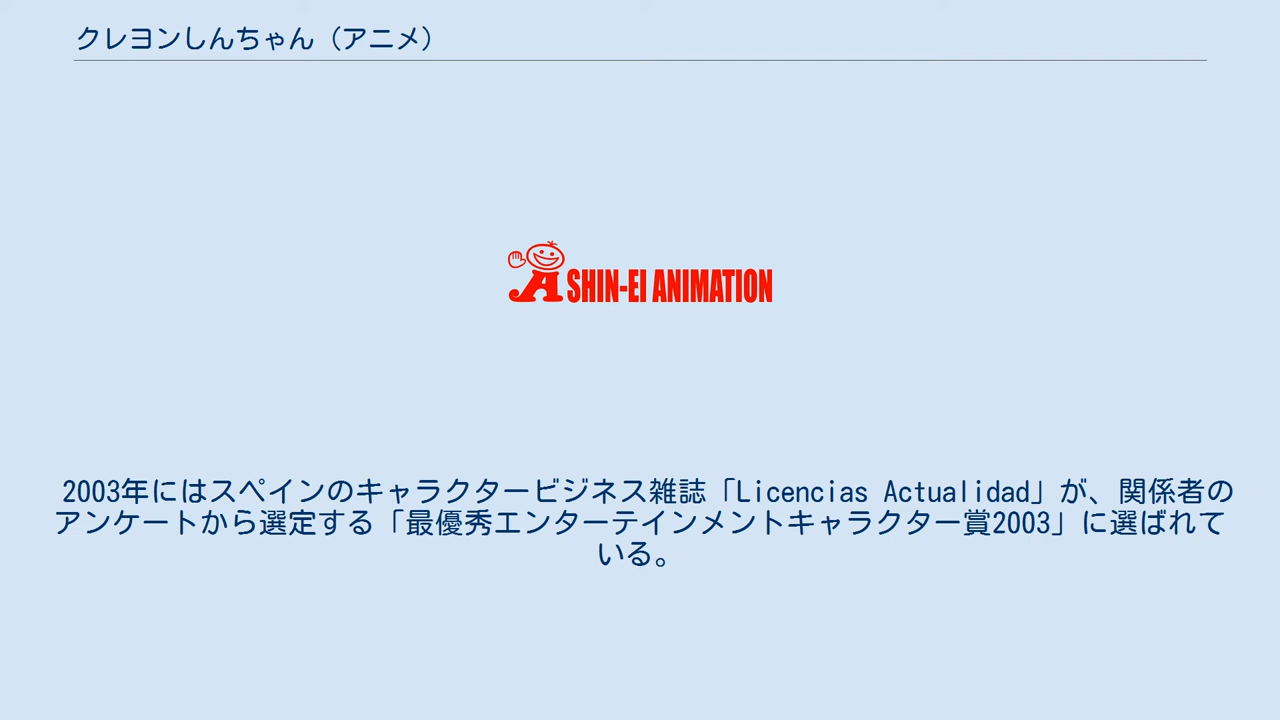 クレヨンしんちゃん（アニメ）
SHIN-EI ANIMATION
2003年にはスペインのキャラクタービジネス雑誌「Licencias Actualidad」が、関係者の
アンケートから選定する「最優秀エンターテインメントキャラクター賞2003」に選ばれて
いる。